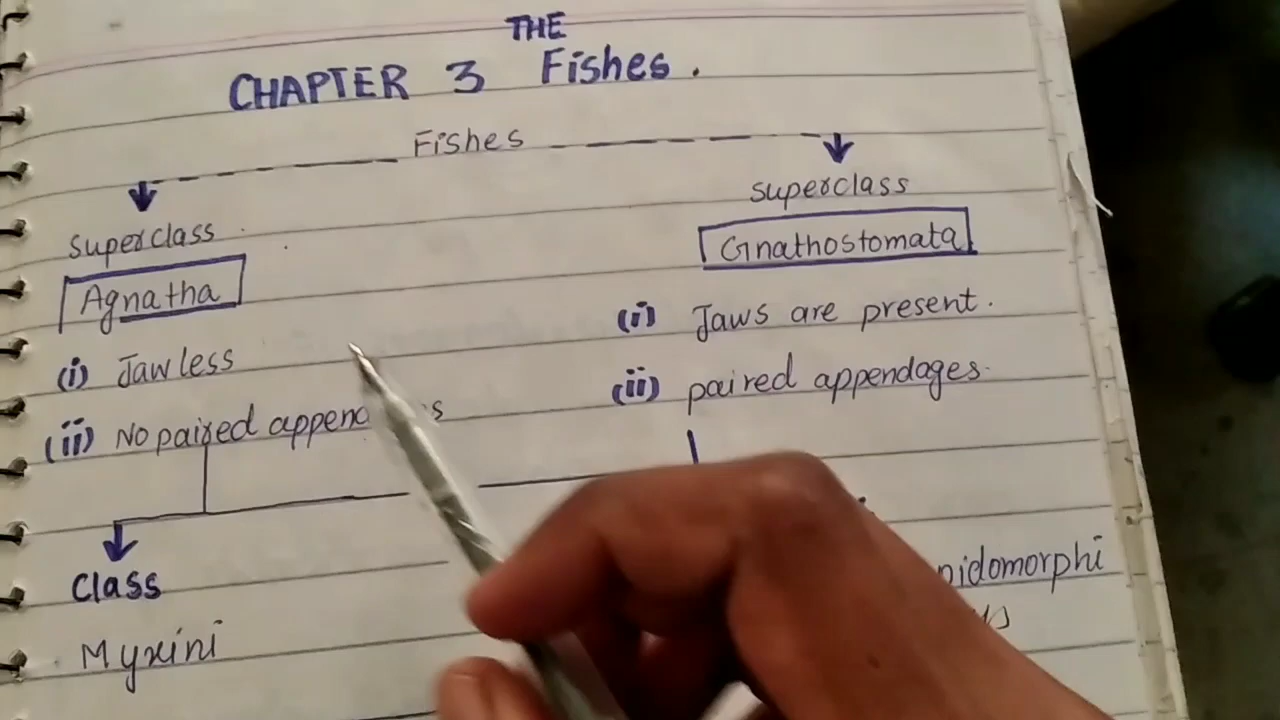 THE
CHAPTER 3 Fishes.
Fishes
superclass
superclass
Agnatha
Gnathostomata
(i) Jawless
(i) Jaws are present.
(ii) No paired
(ii) paired appendages.
Class
Myxini